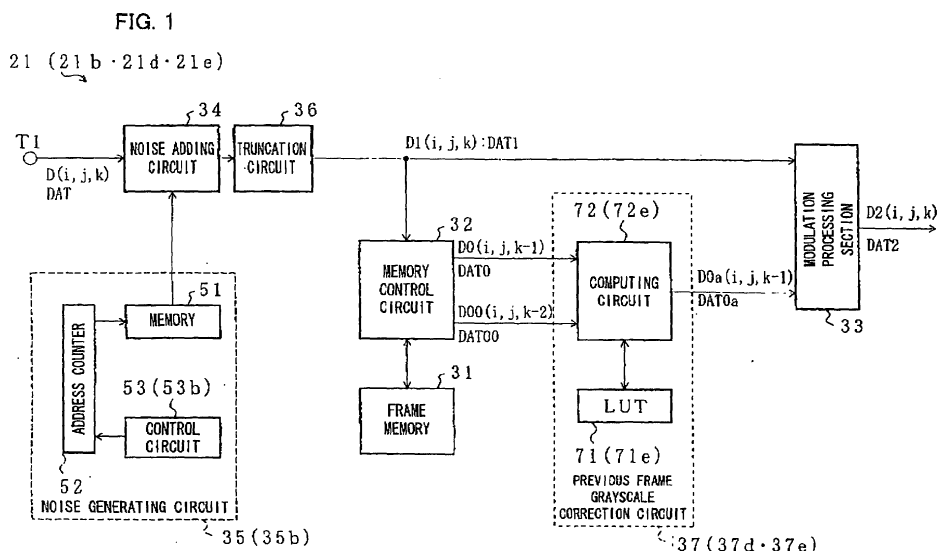 FIG. 1
21 (21b・21d・21e)
34
36
T1
NOISE ADDING
CIRCUIT
TRUNCATION
CIRCUIT
D1(i, j, k):DAT1
D(i, j, k)
DAT
MODULATION
PROCESSING
SECTION
D2(i, j, k)
DAT2
33
32
MEMORY
CONTROL
CIRCUIT
D0(i, j, k-1)
DAT0
D00(i, j, k-2)
DAT00
72(72e)
COMPUTING
CIRCUIT
D0a(i, j, k-1)
DAT0a
51
MEMORY
ADDRESS COUNTER
53(53b)
CONTROL
CIRCUIT
52
NOISE GENERATING CIRCUIT
35(35b)
31
FRAME
MEMORY
LUT
71(71e)
PREVIOUS FRAME
GRAYSCALE
CORRECTION CIRCUIT
37(37d・37e)